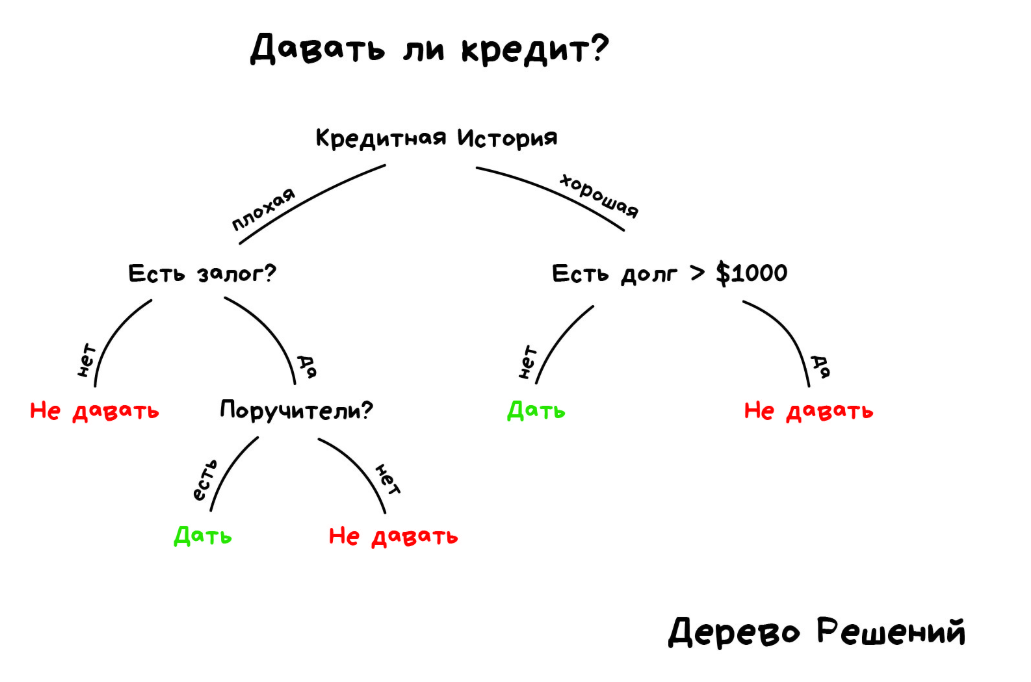 Давать ли кредит?
Кредитная История
плохая
хорошая
Есть залог?
Есть долг > $1000
нет
да
нет
да
Не давать
Поручители?
Дать
Не давать
есть
нет
Дать
Не давать
Дерево Решений